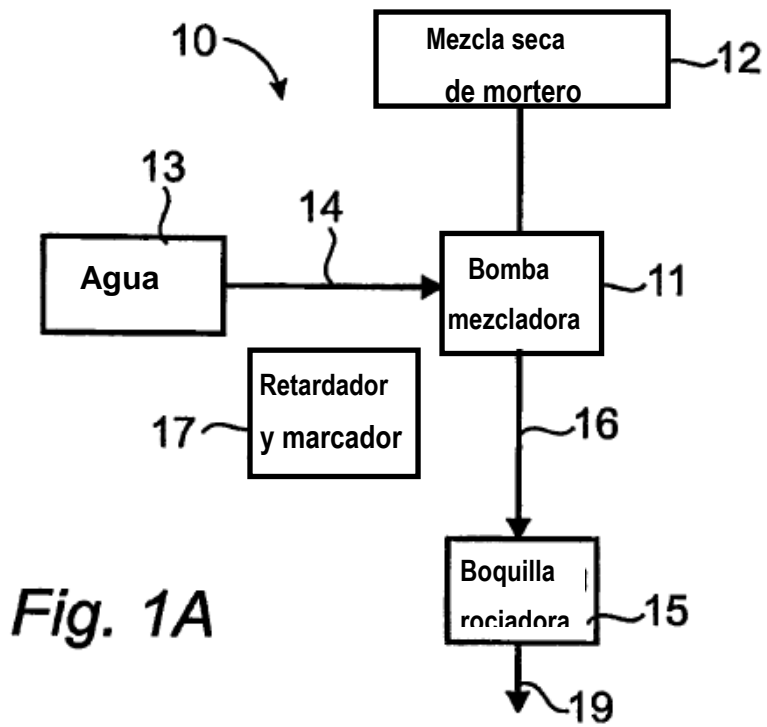 10
Mezcla seca
de mortero
12
13
14
Agua
Bomba
mezcladora
11
Retardador
y marcador
17
16
Boquilla
rociadora
15
Fig. 1A
19